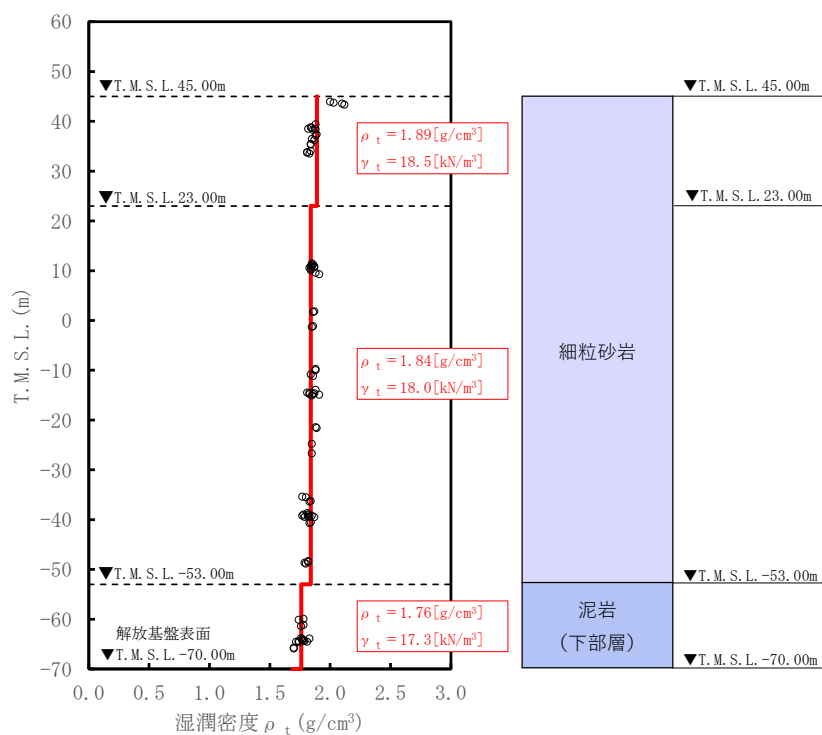 60
50
▼T.M.S.L.45.00m
40
ρt＝1.89[g/cm³]
γt＝18.5[kN/m³]
30
▼T.M.S.L.23.00m
20
10
0
ρt＝1.84[g/cm³]
γt＝18.0[kN/m³]
-10
-20
-30
-40
-50
▼T.M.S.L.-53.00m
ρt＝1.76[g/cm³]
γt＝17.3[kN/m³]
-60
解放基盤表面
▼T.M.S.L.-70.00m
-70
0.0 0.5 1.0 1.5 2.0 2.5 3.0
湿潤密度ρt(g/cm³)
T.M.S.L.(m)
▼T.M.S.L.45.00m
▼T.M.S.L.23.00m
細粒砂岩
▼T.M.S.L.-53.00m
泥岩
(下部層)
▼T.M.S.L.-70.00m